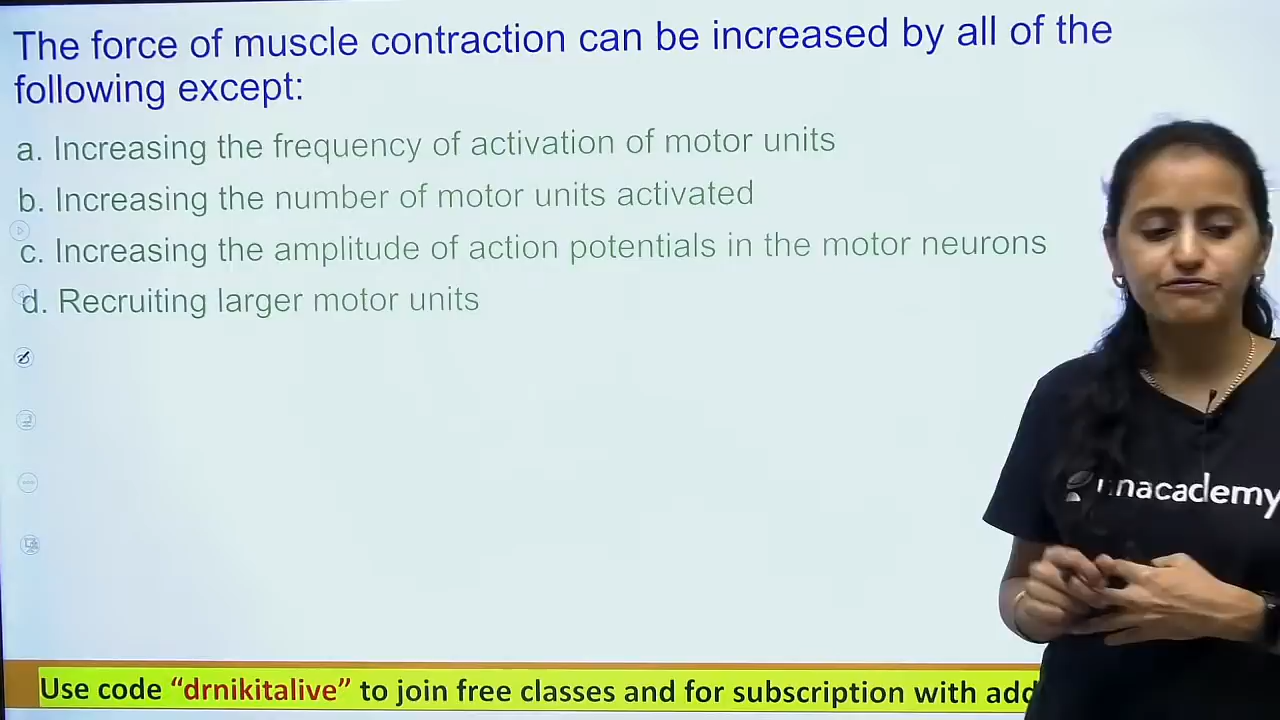 The force of muscle contraction can be increased by all of the
following except:
a. Increasing the frequency of activation of motor units
b. Increasing the number of motor units activated
c. Increasing the amplitude of action potentials in the motor neurons
d. Recruiting larger motor units
unacademy
Use code “drnikitalive” to join free classes and for subscription with add